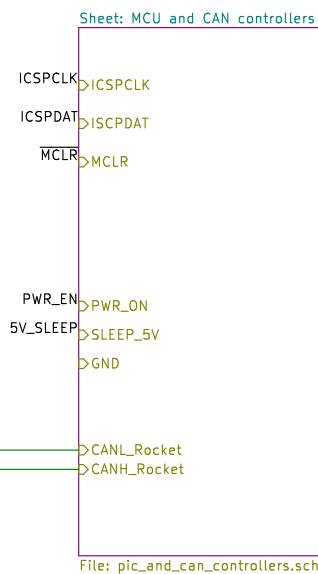 Sheet: MCU and CAN controllers
ICSPCLK ICSPCLK
ICSPDAT ISCPDAT
MCLR MCLR
PWR_EN PWR_ON
5V_SLEEP SLEEP_5V
GND
CANL_Rocket
CANH_Rocket
File: pic_and_can_controllers.sch